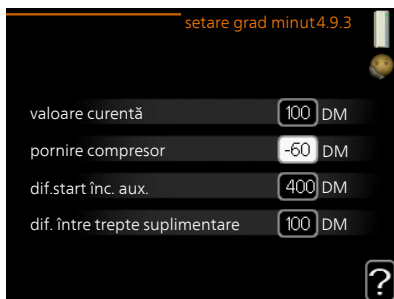 setare grad minut 4.9.3
valoare curentă 100 DM
pornire compresor -60 DM
dif.start înc. aux. 400 DM
dif. între trepte suplimentare 100 DM
?